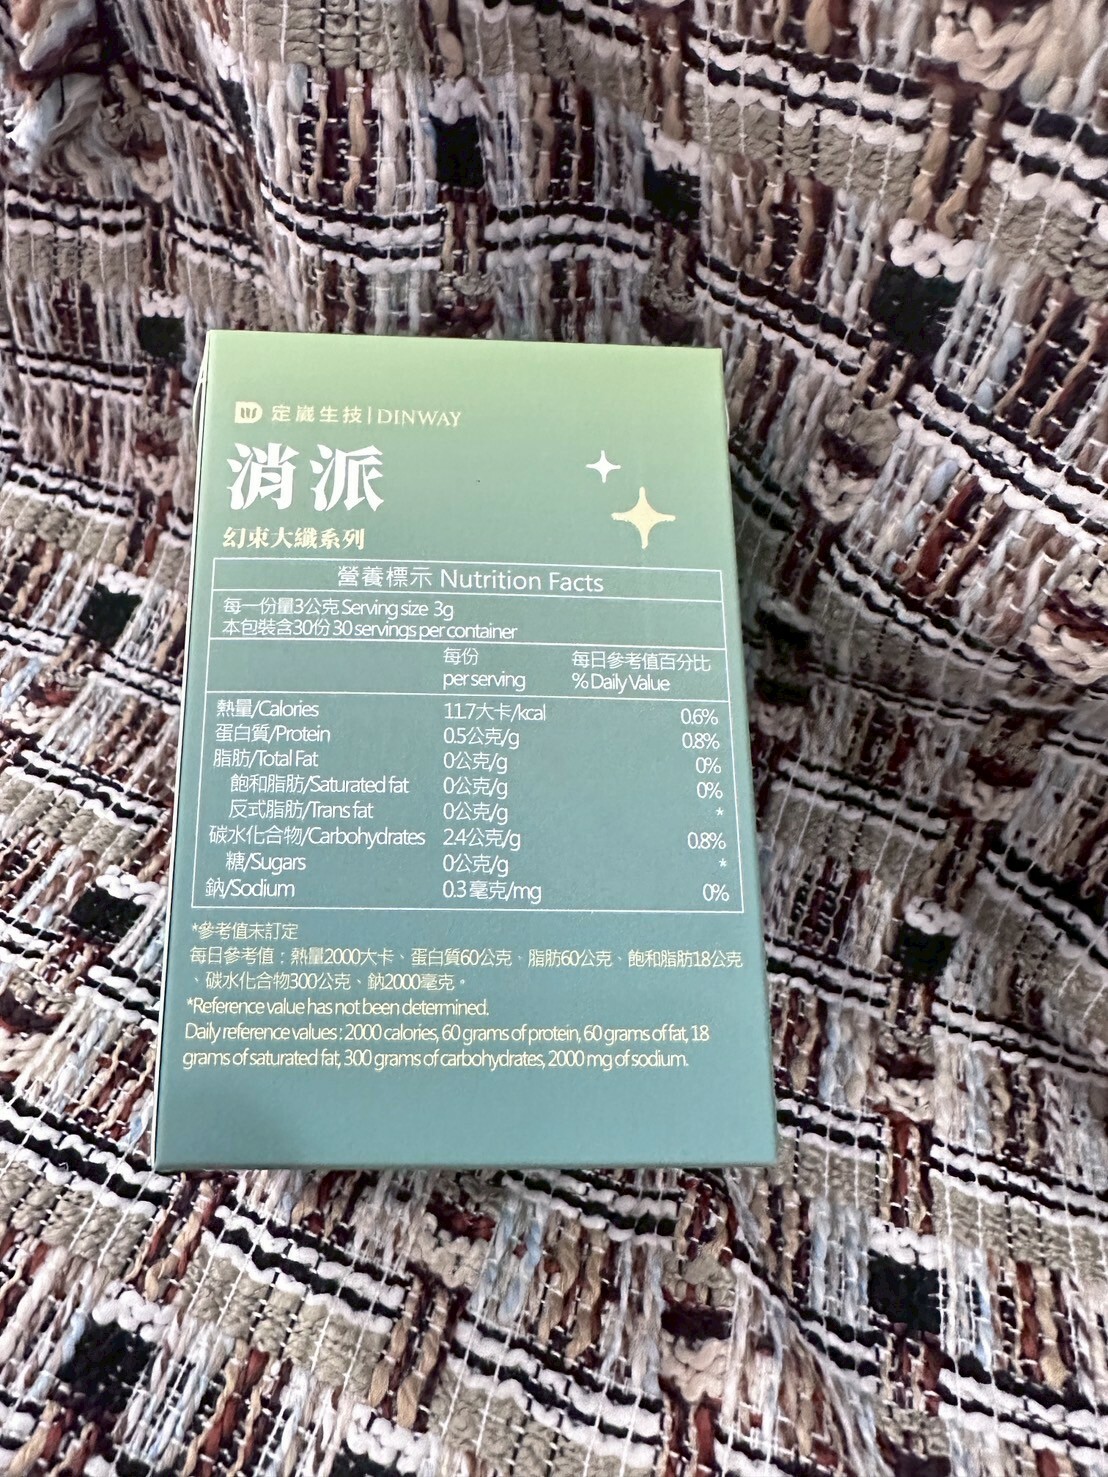 定崴生技|DINWAY
消派
幻束大纖系列
營養標示 Nutrition Facts
每一份量3公克 Serving size 3g
本包裝含30份 30 servings per container
每份 每日參考值百分比
per serving % Daily Value
熱量/Calories 11.7大卡/kcal 0.6%
蛋白質/Protein 0.5公克/g 0.8%
脂肪/Total Fat 0公克/g 0%
飽和脂肪/Saturated fat 0公克/g 0%
反式脂肪/Trans fat 0公克/g *
碳水化合物/Carbohydrates 2.4公克/g 0.8%
糖/Sugars 0公克/g *
鈉/Sodium 0.3毫克/mg 0%
*參考值未訂定
每日參考值:熱量2000大卡、蛋白質60公克、脂肪60公克、飽和脂肪18公克
、碳水化合物300公克、鈉2000毫克。
*Reference value has not been determined.
Daily reference values: 2000 calories, 60 grams of protein, 60 grams of fat, 18
grams of saturated fat, 300 grams of carbohydrates, 2000 mg of sodium.